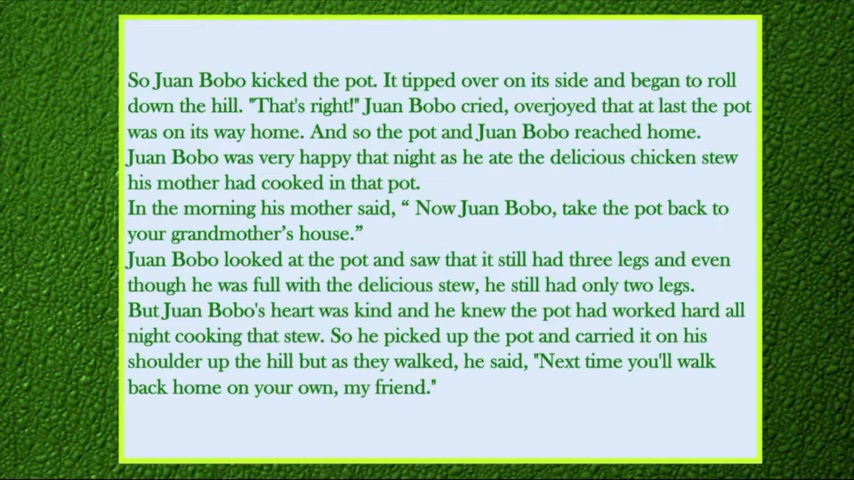 So Juan Bobo kicked the pot. It tipped over on its side and began to roll
down the hill. "That's right!" Juan Bobo cried, overjoyed that at last the pot
was on its way home. And so the pot and Juan Bobo reached home.
Juan Bobo was very happy that night as he ate the delicious chicken stew
his mother had cooked in that pot.
In the morning his mother said, “ Now Juan Bobo, take the pot back to
your grandmother’s house.”
Juan Bobo looked at the pot and saw that it still had three legs and even
though he was full with the delicious stew, he still had only two legs.
But Juan Bobo's heart was kind and he knew the pot had worked hard all
night cooking that stew. So he picked up the pot and carried it on his
shoulder up the hill but as they walked, he said, "Next time you'll walk
back home on your own, my friend."